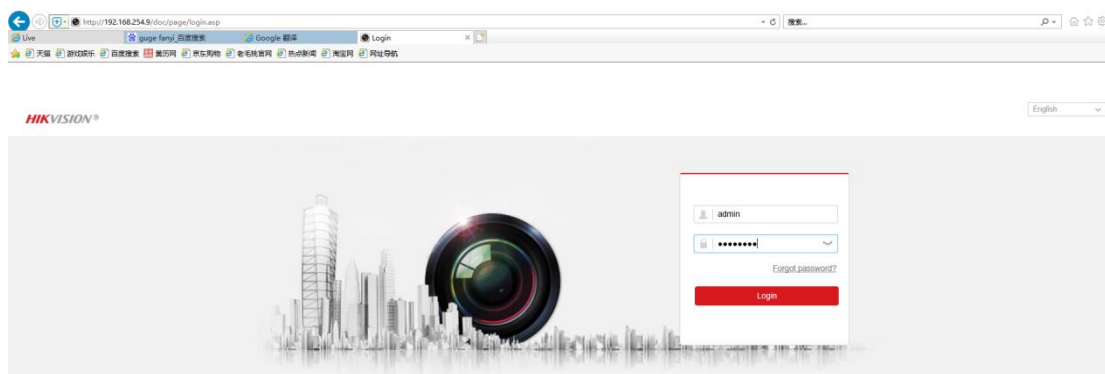 http://192.168.254.9/doc/page/login.asp
搜索...
Live
guge fanyi_百度搜索
Google 翻译
Login
天猫 游戏娱乐 百度搜索 黄历网 京东购物 老毛桃官网 热点新闻 淘宝网 网址导航
English
HIKVISION®
admin
Forgot password?
Login